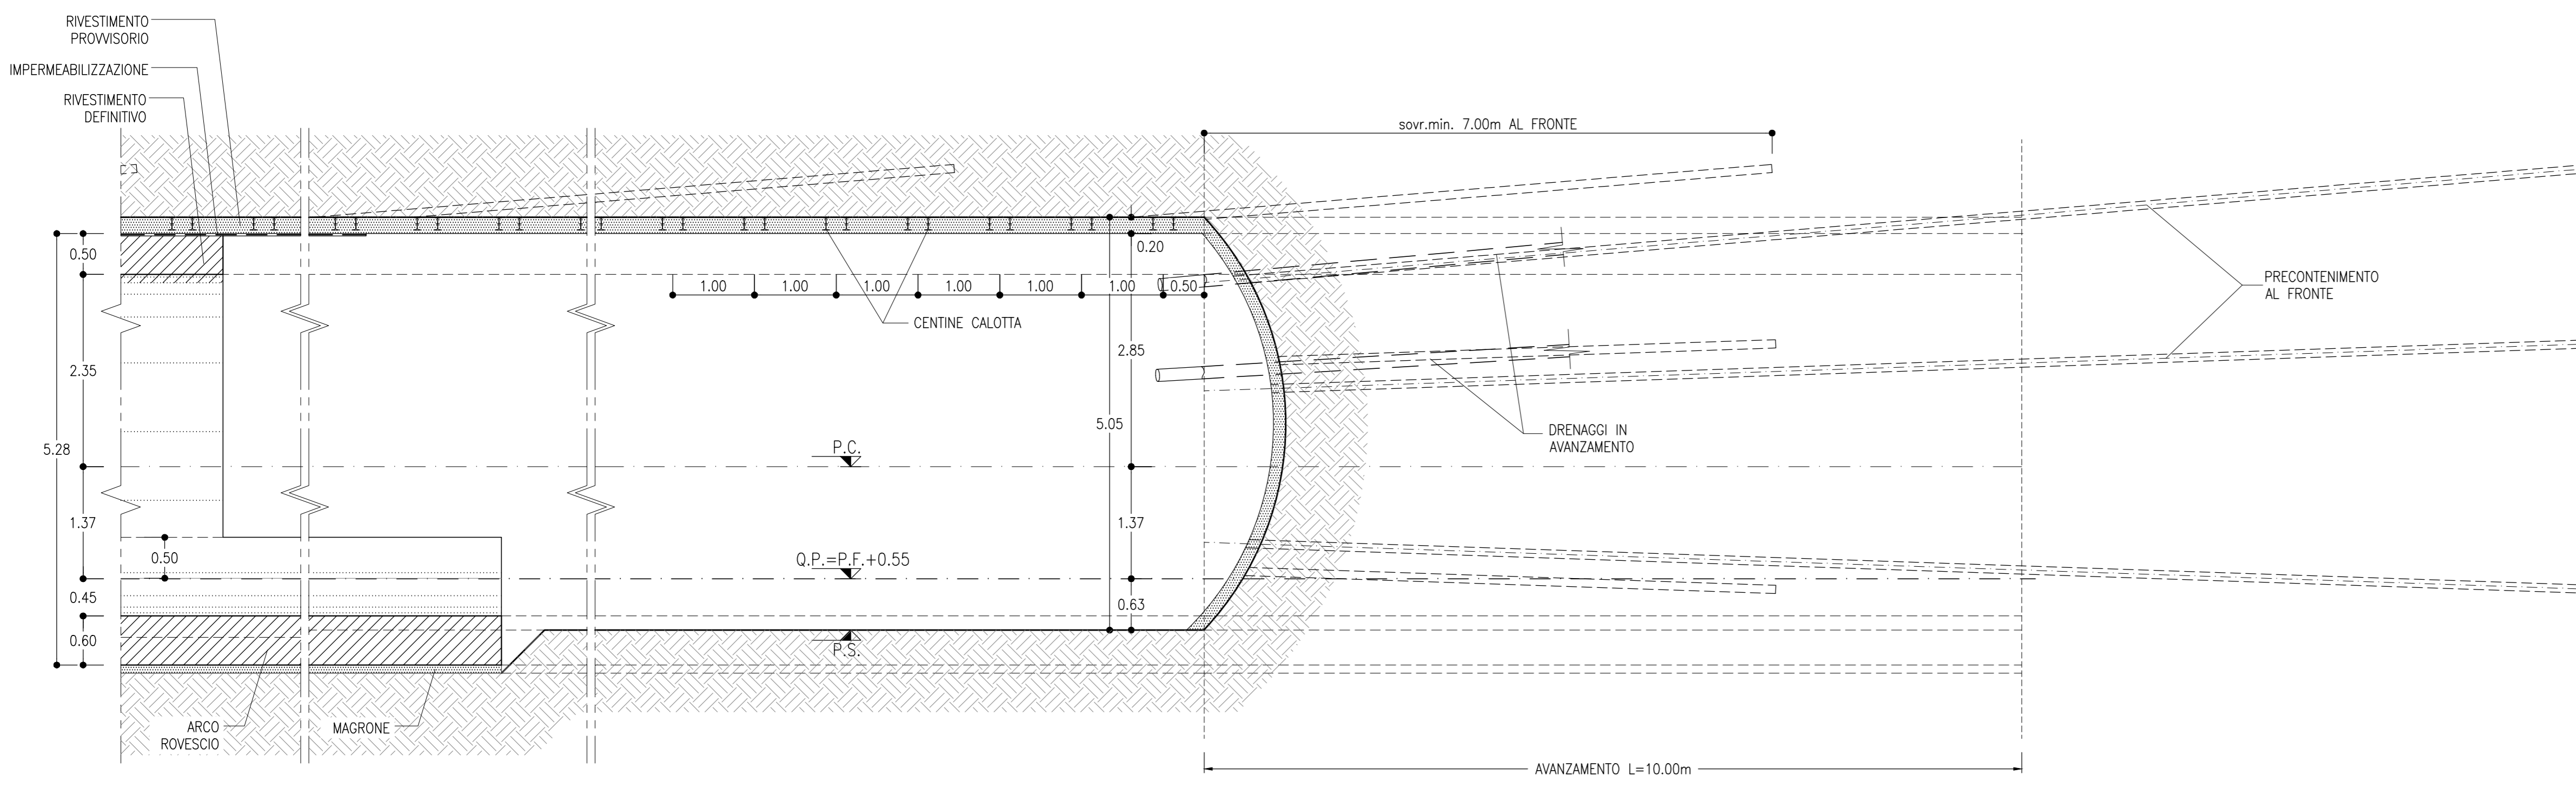 RIVESTIMENTO
PROVVISORIO
IMPERMEABILIZZAZIONE
RIVESTIMENTO
DEFINITIVO
sovr.min. 7.00m AL FRONTE
0.50
0.20
1.00 1.00 1.00 1.00 1.00 1.00 0.50
CENTINE CALOTTA
PRECONTENIMENTO
AL FRONTE
2.35
2.85
5.28
5.05
DRENAGGI IN
AVANZAMENTO
P.C.
1.37
1.37
0.50
Q.P.=P.F.+0.55
0.45
0.63
0.60
P.S.
ARCO
ROVESCIO
MAGRONE
AVANZAMENTO L=10.00m